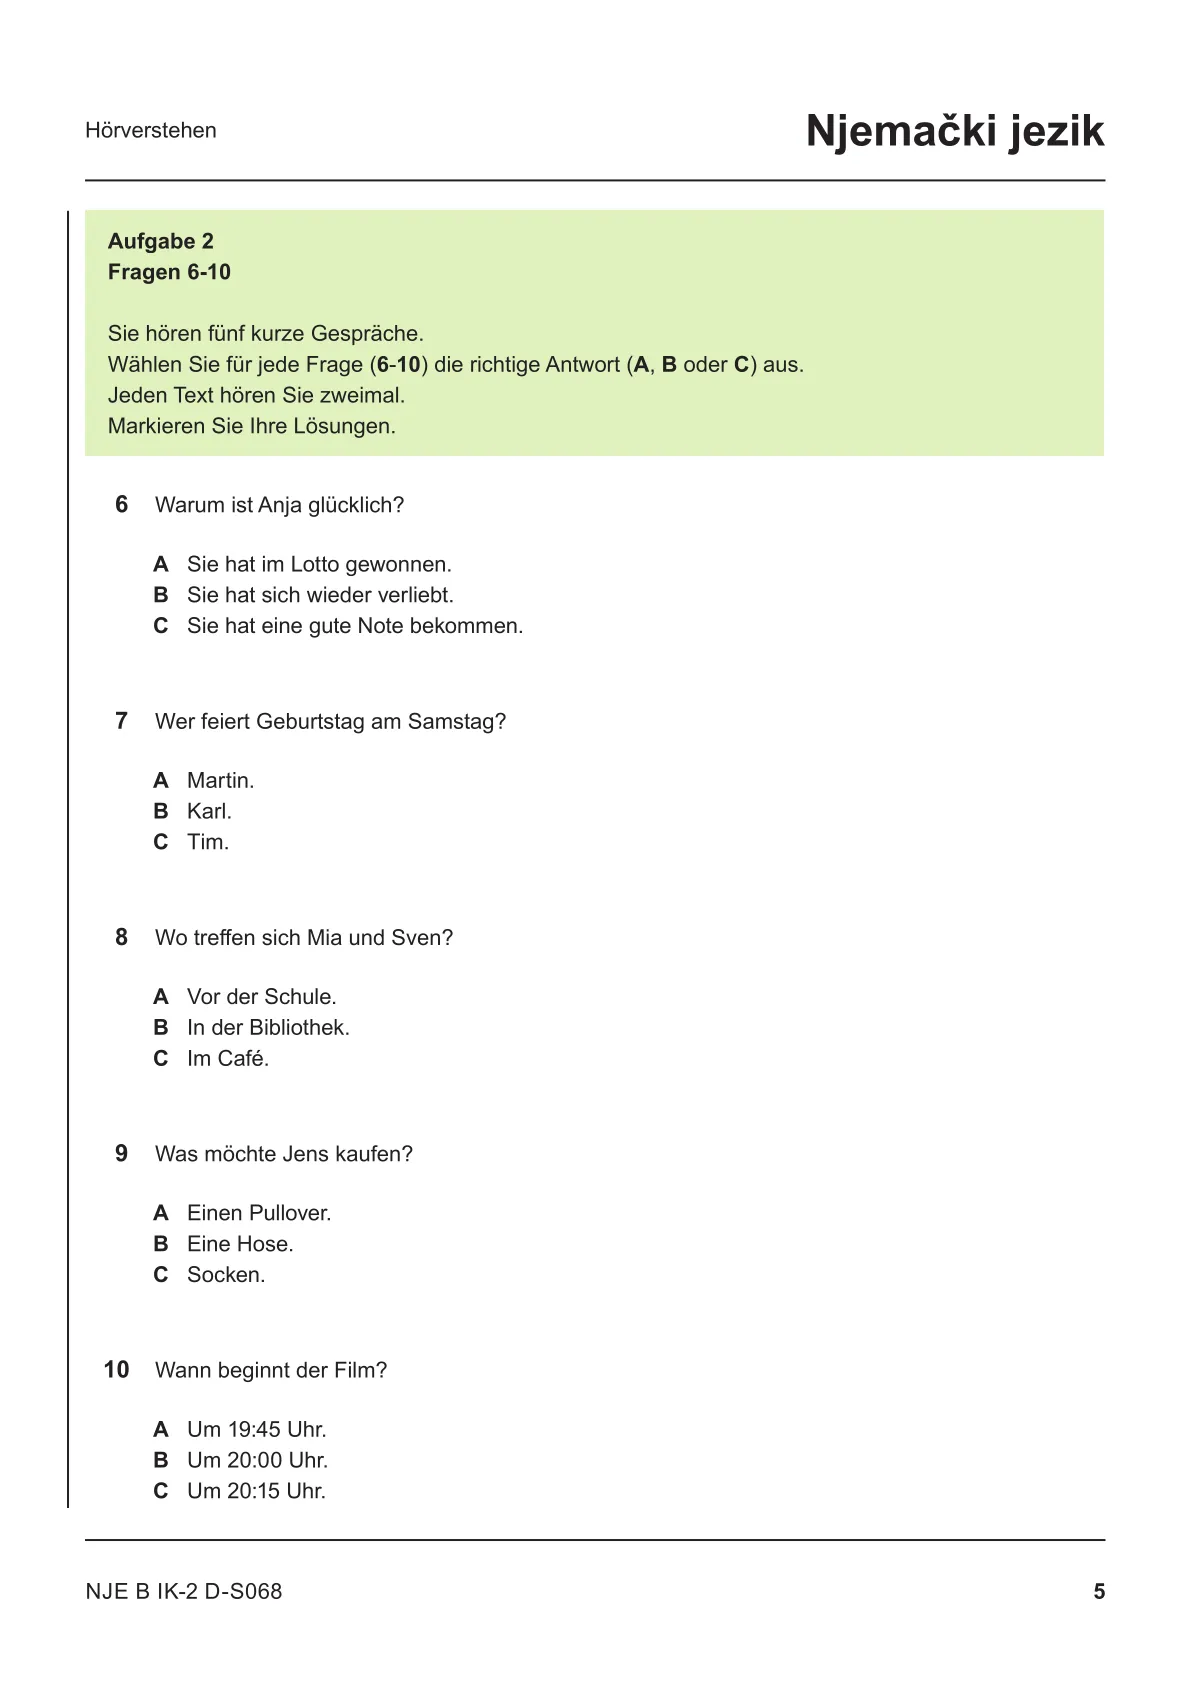 Hörverstehen
Njemački jezik
Aufgabe 2
Fragen 6-10
Sie hören fünf kurze Gespräche.
Wählen Sie für jede Frage (6-10) die richtige Antwort (A, B oder C) aus.
Jeden Text hören Sie zweimal.
Markieren Sie Ihre Lösungen.
6 Warum ist Anja glücklich?
A Sie hat im Lotto gewonnen.
B Sie hat sich wieder verliebt.
C Sie hat eine gute Note bekommen.
7 Wer feiert Geburtstag am Samstag?
A Martin.
B Karl.
C Tim.
8 Wo treffen sich Mia und Sven?
A Vor der Schule.
B In der Bibliothek.
C Im Café.
9 Was möchte Jens kaufen?
A Einen Pullover.
B Eine Hose.
C Socken.
10 Wann beginnt der Film?
A Um 19:45 Uhr.
B Um 20:00 Uhr.
C Um 20:15 Uhr.
NJE B IK-2 D-S068
5